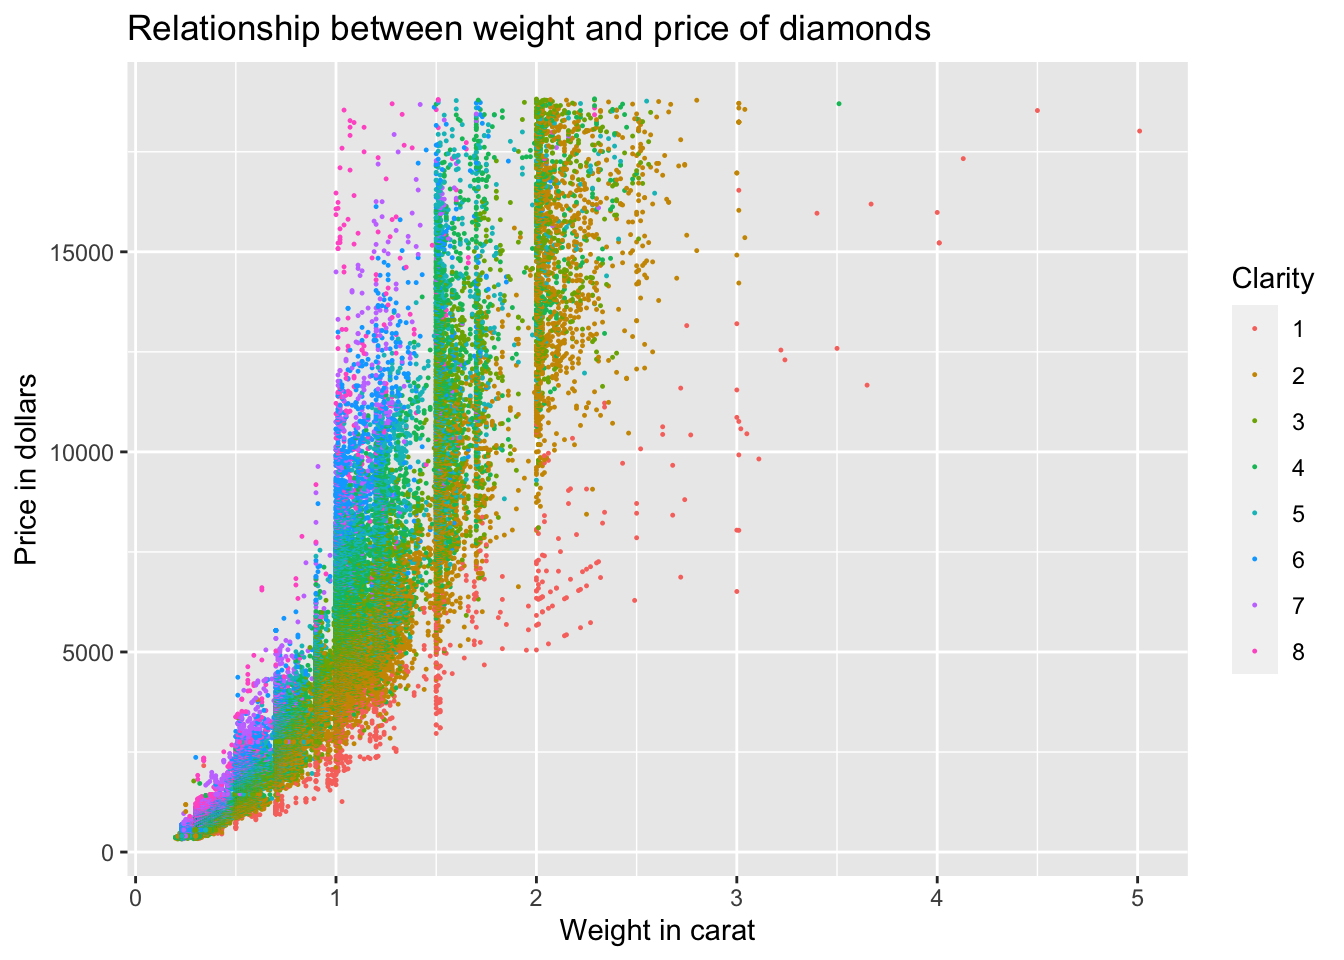 Relationship between weight and price of diamonds
Price in dollars
15000
10000
5000
0
0 1 2 3 4 5
Weight in carat
Clarity
1
2
3
4
5
6
7
8